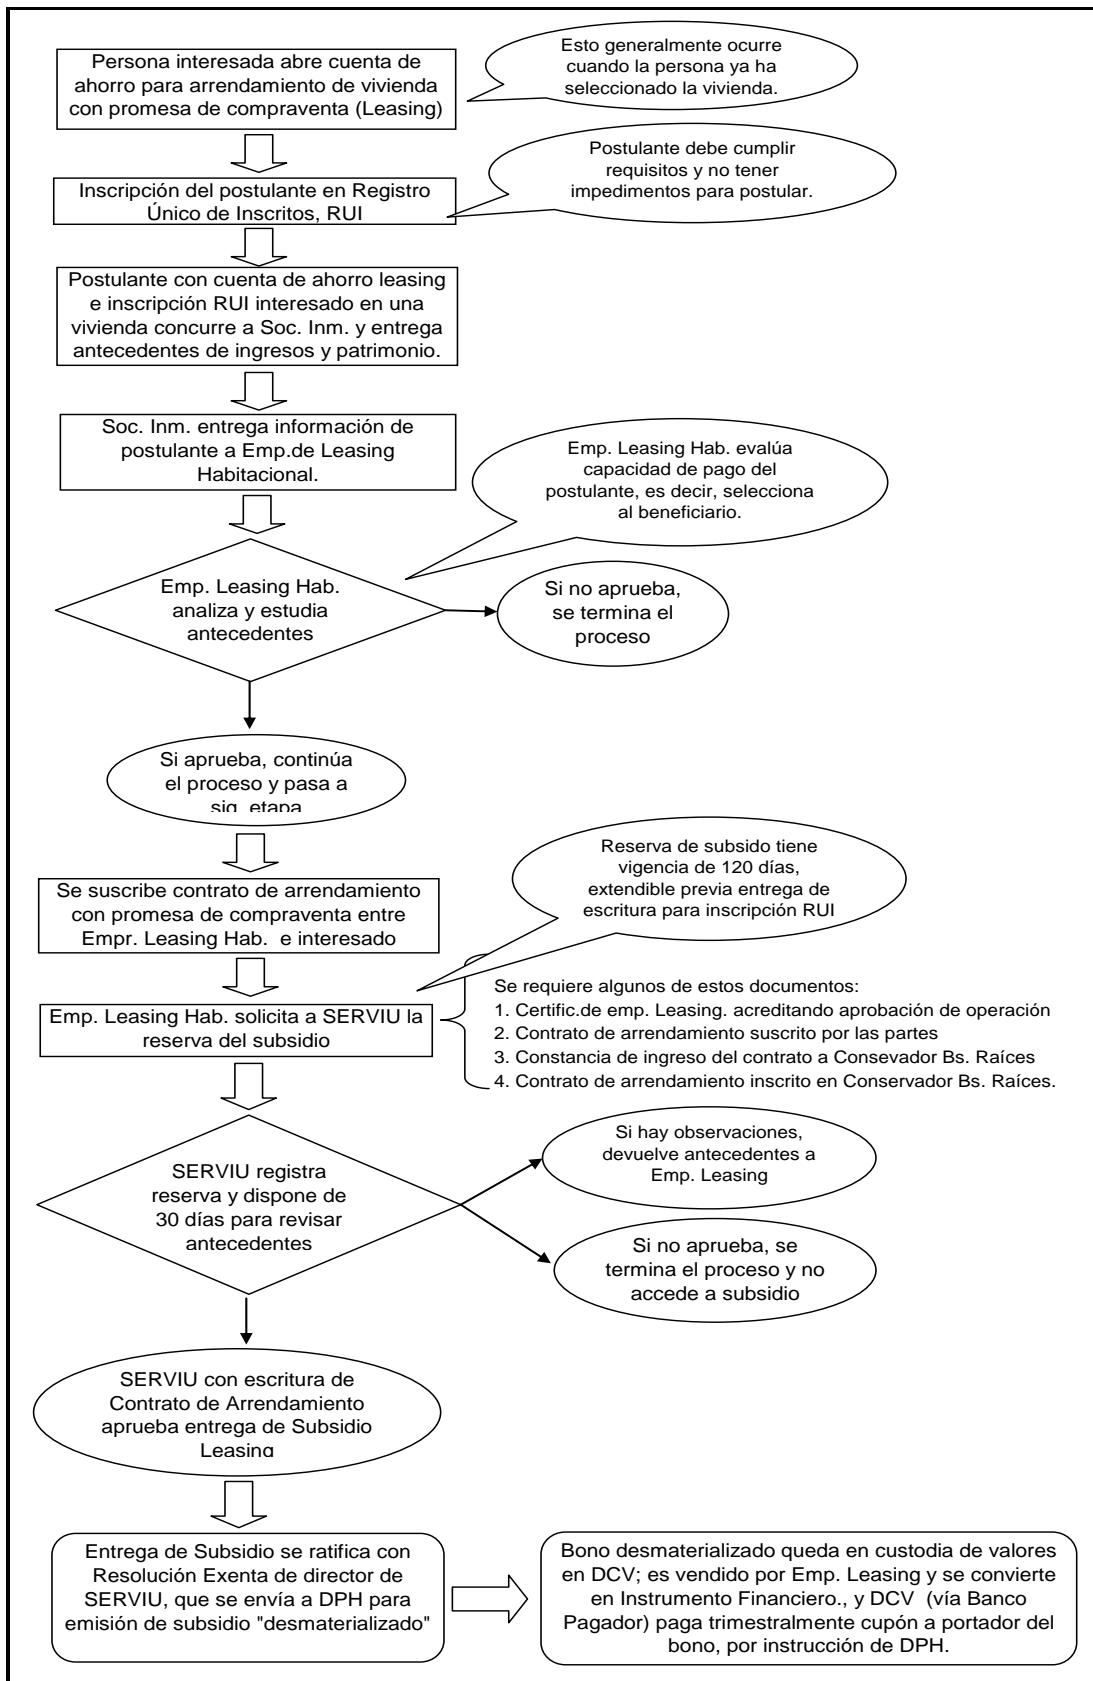 Persona interesada abre cuenta de
ahorro para arrendamiento de vivienda
con promesa de compraventa (Leasing)
Esto generalmente ocurre
cuando la persona ya ha
seleccionado la vivienda.
Inscripción del postulante en Registro
Único de Inscritos, RUI
Postulante debe cumplir
requisitos y no tener
impedimentos para postular.
Postulante con cuenta de ahorro leasing
e inscripción RUI interesado en una
vivienda concurre a Soc. Inm. y entrega
antecedentes de ingresos y patrimonio.
Soc. Inm. entrega información de
postulante a Emp.de Leasing
Habitacional.
Emp. Leasing Hab. evalúa
capacidad de pago del
postulante, es decir, selecciona
al beneficiario.
Emp. Leasing Hab.
analiza y estudia
antecedentes
Si no aprueba,
se termina el
proceso
Si aprueba, continúa
el proceso y pasa a
sig. etapa
Se suscribe contrato de arrendamiento
con promesa de compraventa entre
Empr. Leasing Hab.  e interesado
Reserva de subsido tiene
vigencia de 120 días,
extendible previa entrega de
escritura para inscripción RUI
Emp. Leasing Hab. solicita a SERVIU la
reserva del subsidio
Se requiere algunos de estos documentos:
1. Certific.de emp. Leasing. acreditando aprobación de operación
2. Contrato de arrendamiento suscrito por las partes
3. Constancia de ingreso del contrato a Consevador Bs. Raíces
4. Contrato de arrendamiento inscrito en Conservador Bs. Raíces.
SERVIU registra
reserva y dispone de
30 días para revisar
antecedentes
Si hay observaciones,
devuelve antecedentes a
Emp. Leasing
Si no aprueba, se
termina el proceso y no
accede a subsidio
SERVIU con escritura de
Contrato de Arrendamiento
aprueba entrega de Subsidio
Leasing
Entrega de Subsidio se ratifica con
Resolución Exenta de director de
SERVIU, que se envía a DPH para
emisión de subsidio "desmaterializado"
Bono desmaterializado queda en custodia de valores
en DCV; es vendido por Emp. Leasing y se convierte
en Instrumento Financiero., y DCV  (vía Banco
Pagador) paga trimestralmente cupón a portador del
bono, por instrucción de DPH.